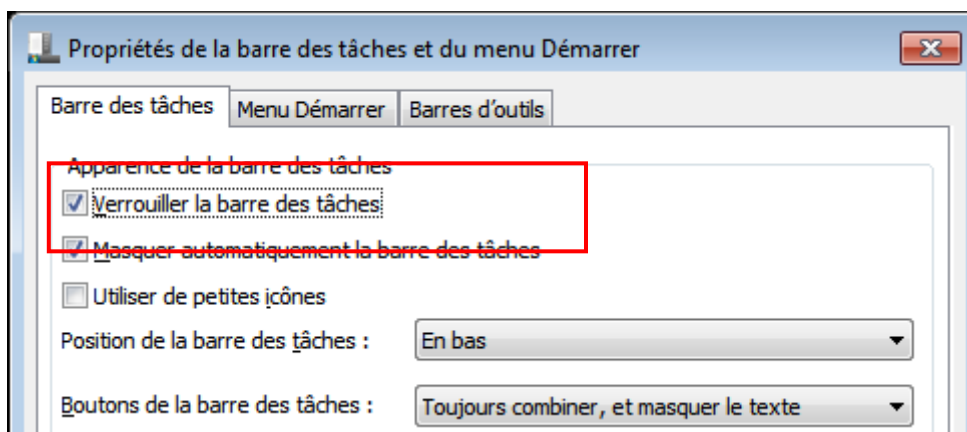 Propriétés de la barre des tâches et du menu Démarrer
Barre des tâches Menu Démarrer Barres d'outils
Apparence de la barre des tâches
Verrouiller la barre des tâches
Masquer automatiquement la barre des tâches
Utiliser de petites icônes
Position de la barre des tâches : En bas
Boutons de la barre des tâches : Toujours combiner, et masquer le texte